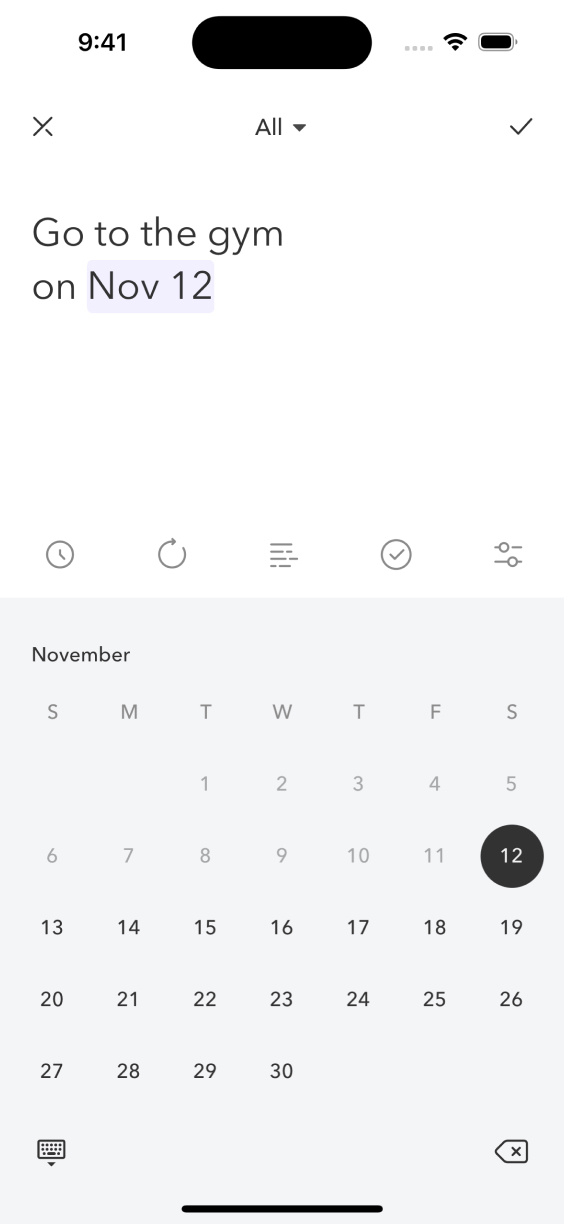 9:41
All
Go to the gym
on Nov 12
November
S M T W T F S
1 2 3 4 5
6 7 8 9 10 11 12
13 14 15 16 17 18 19
20 21 22 23 24 25 26
27 28 29 30